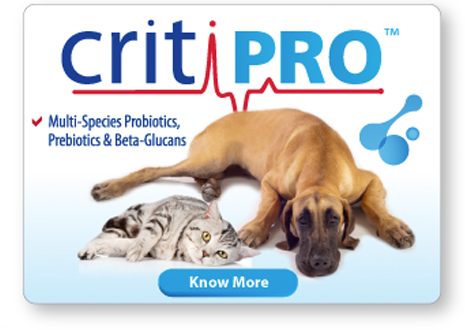 critiPRO™
Multi-Species Probiotics,
Prebiotics & Beta-Glucans
Know More